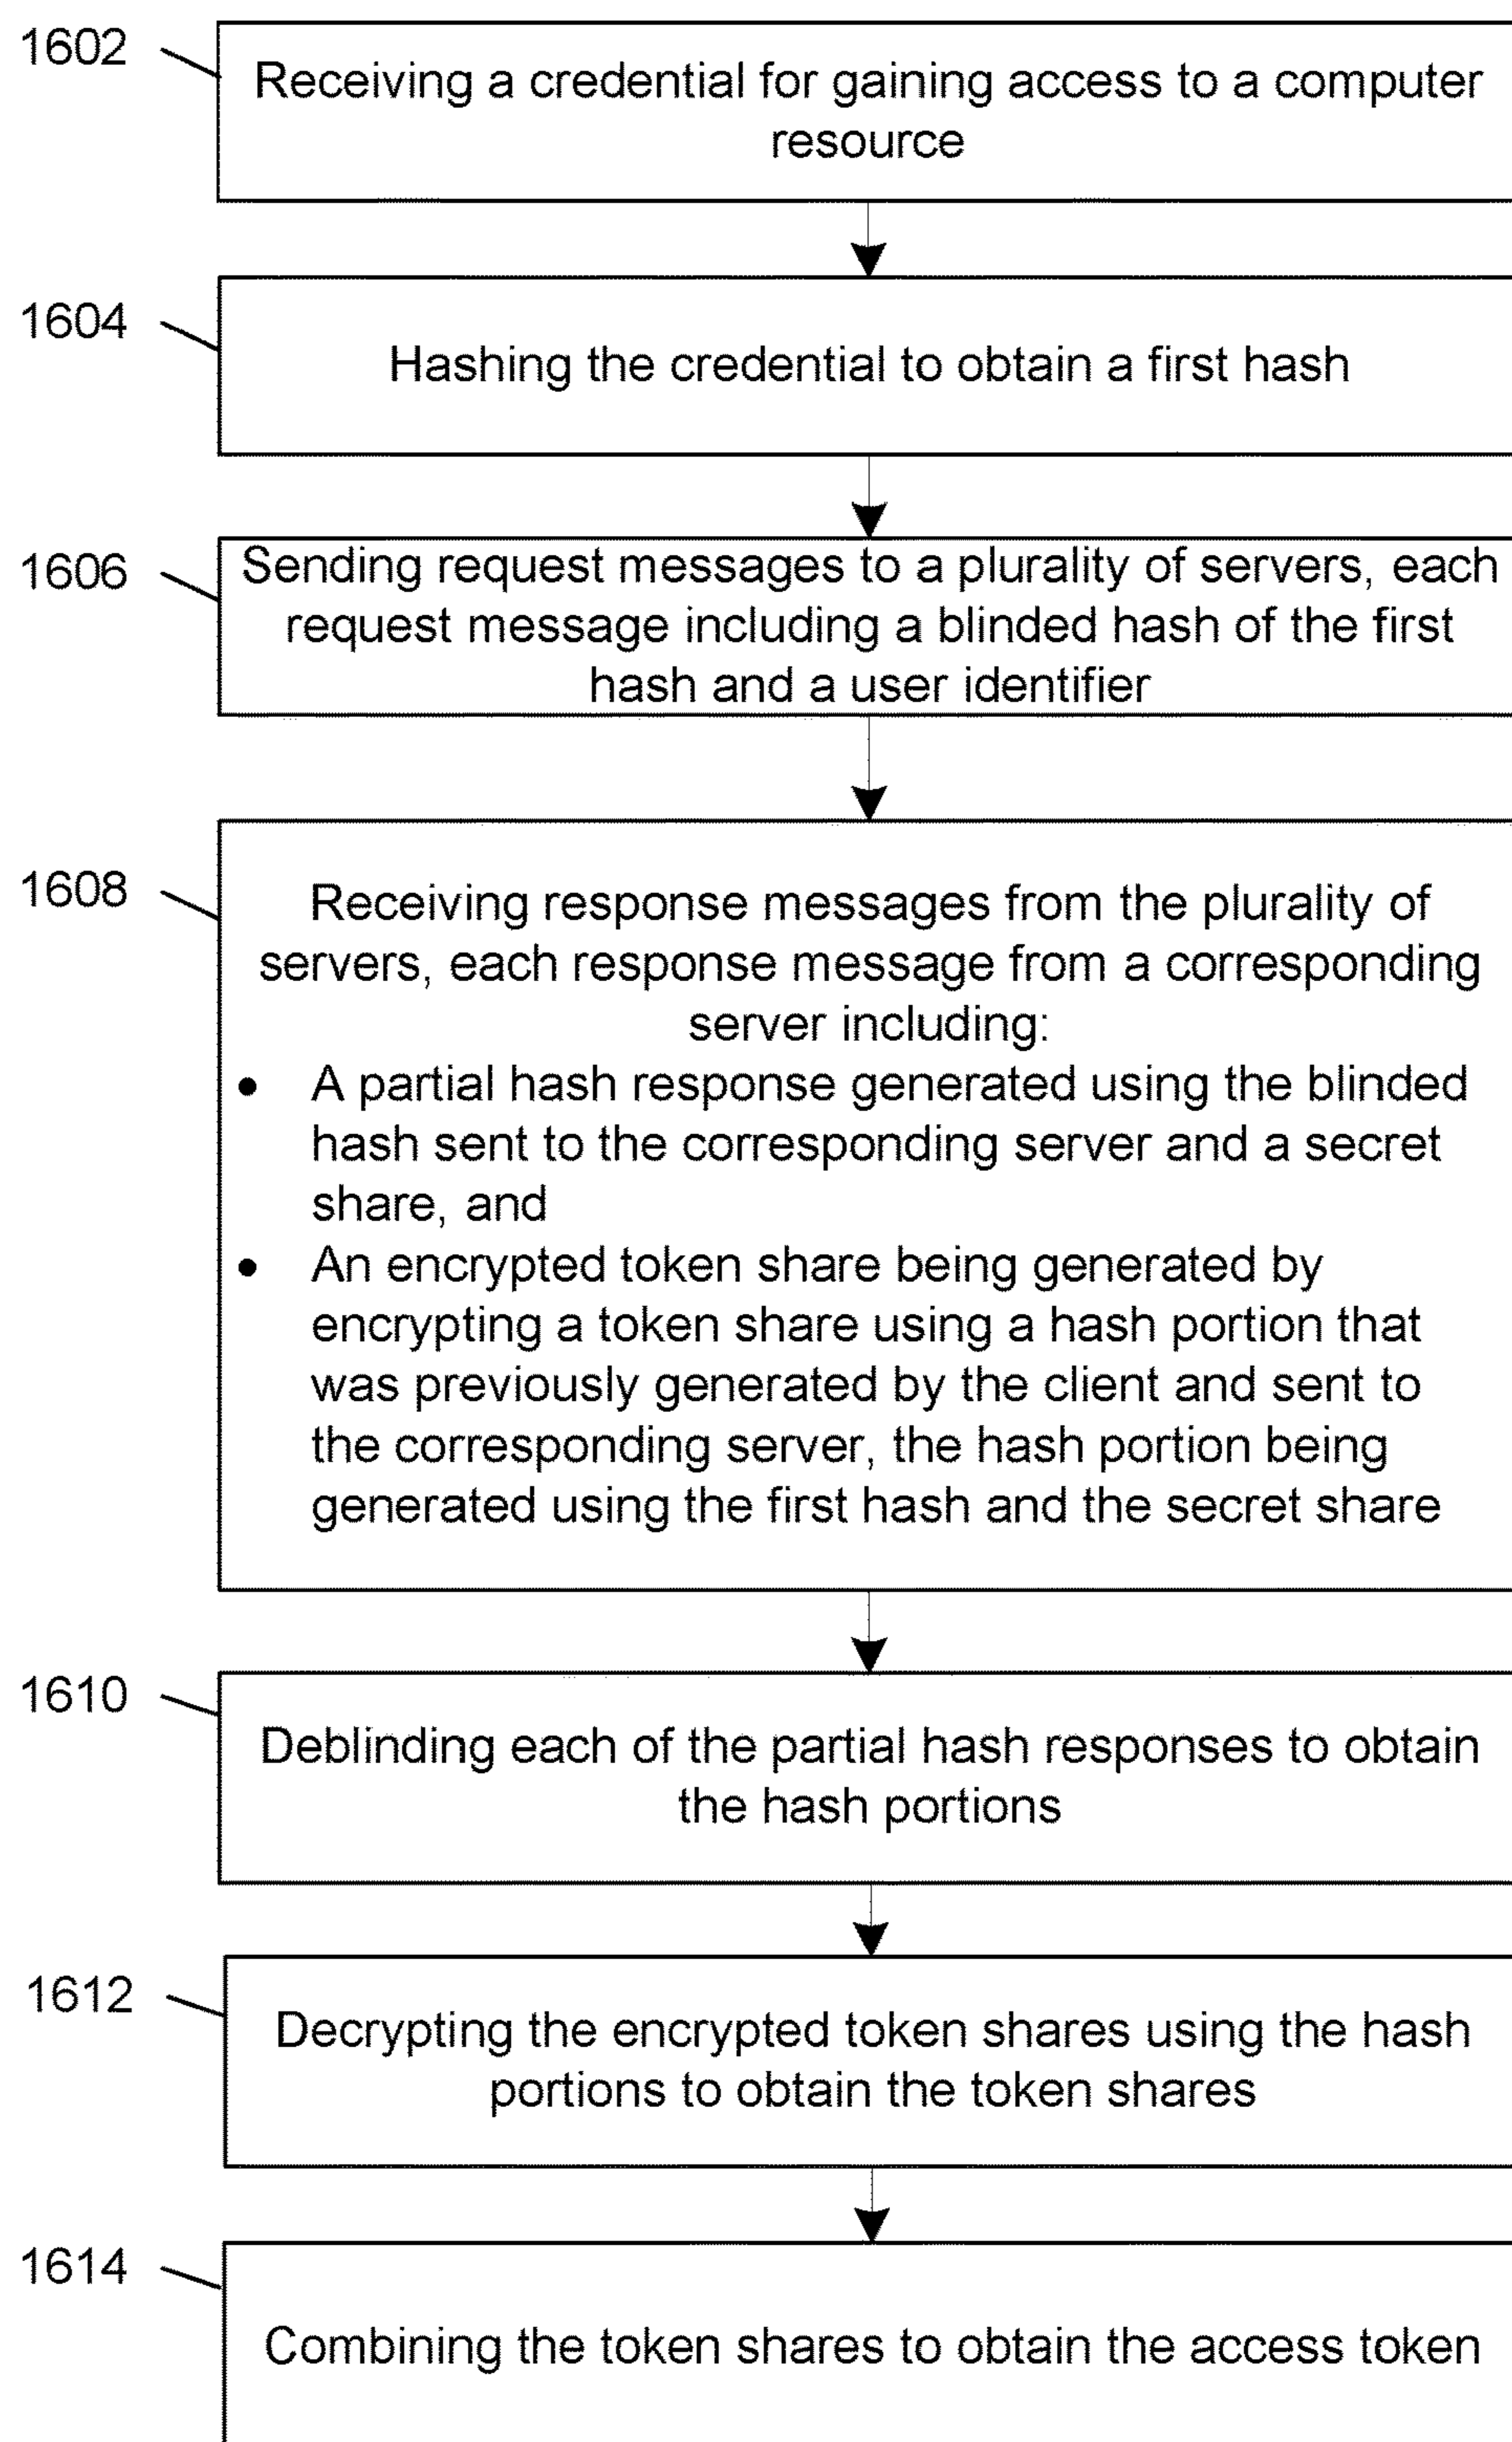 1602
Receiving a credential for gaining access to a computer
resource
1604
Hashing the credential to obtain a first hash
1606
Sending request messages to a plurality of servers, each
request message including a blinded hash of the first
hash and a user identifier
1608
Receiving response messages from the plurality of
servers, each response message from a corresponding
server including:
• A partial hash response generated using the blinded
hash sent to the corresponding server and a secret
share, and
• An encrypted token share being generated by
encrypting a token share using a hash portion that
was previously generated by the client and sent to
the corresponding server, the hash portion being
generated using the first hash and the secret share
1610
Deblinding each of the partial hash responses to obtain
the hash portions
1612
Decrypting the encrypted token shares using the hash
portions to obtain the token shares
1614
Combining the token shares to obtain the access token